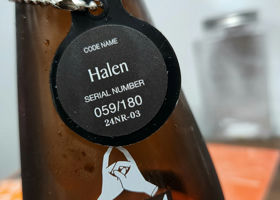 CODE NAME
Halen
SERIAL NUMBER
059/180
24NR-03